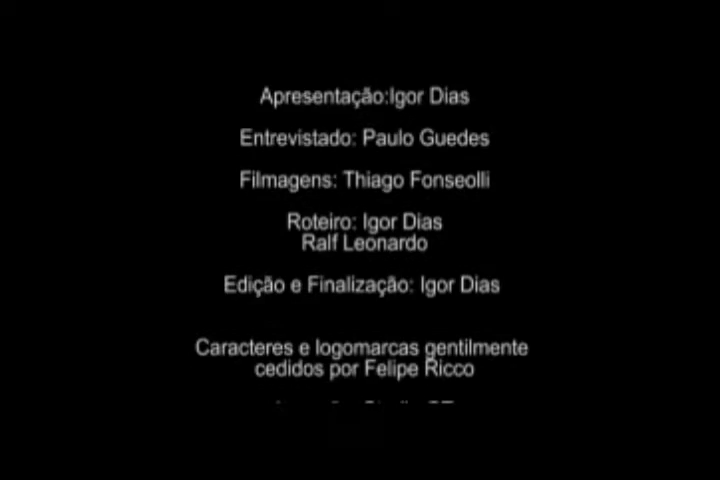 Apresentação:Igor Dias
Entrevistado: Paulo Guedes
Filmagens: Thiago Fonseolli
Roteiro: Igor Dias
Ralf Leonardo
Edição e Finalização: Igor Dias
Caracteres e logomarcas gentilmente
cedidos por Felipe Ricco